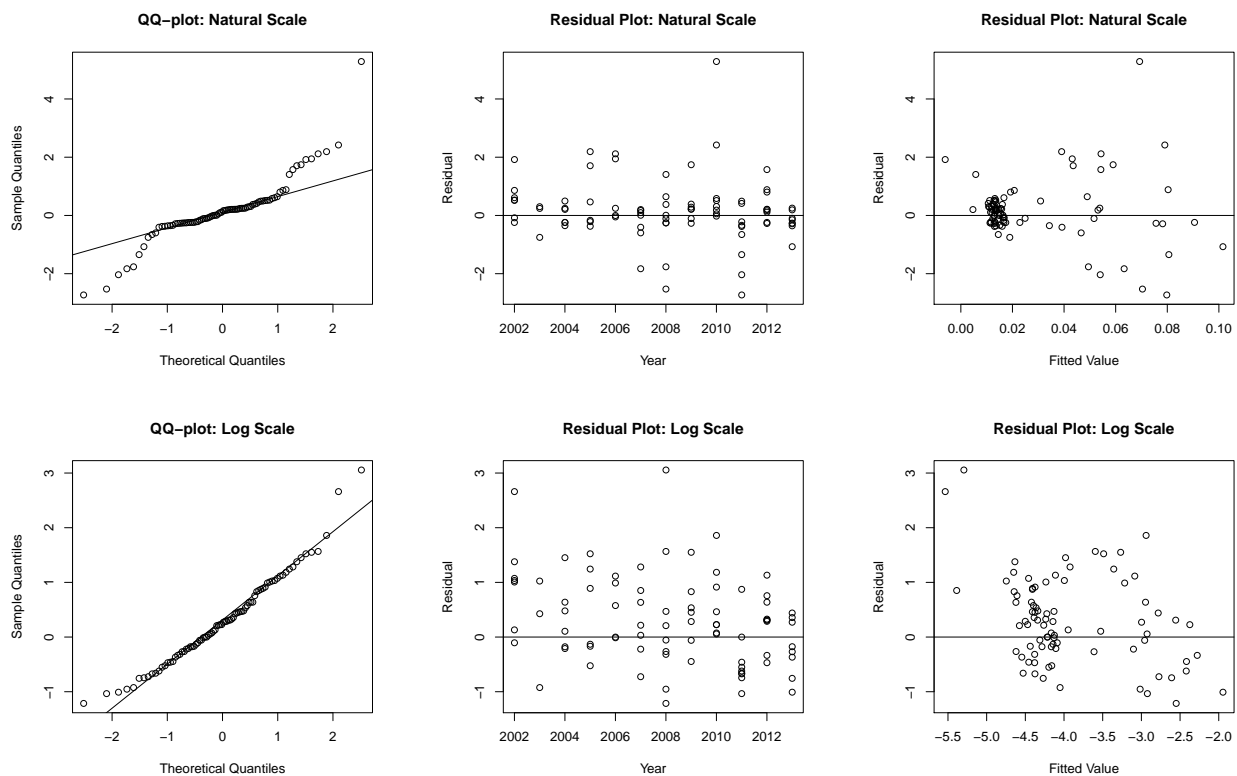 QQ−plot: Natural Scale
Sample Quantiles
4
2
0
−2
−2 −1 0 1 2
Theoretical Quantiles
Residual Plot: Natural Scale
Residual
4
2
0
−2
2002 2004 2006 2008 2010 2012
Year
Residual Plot: Natural Scale
Residual
4
2
0
−2
0.00 0.02 0.04 0.06 0.08 0.10
Fitted Value
QQ−plot: Log Scale
Sample Quantiles
3
2
1
0
−1
−2 −1 0 1 2
Theoretical Quantiles
Residual Plot: Log Scale
Residual
3
2
1
0
−1
2002 2004 2006 2008 2010 2012
Year
Residual Plot: Log Scale
Residual
3
2
1
0
−1
−5.5 −5.0 −4.5 −4.0 −3.5 −3.0 −2.5 −2.0
Fitted Value